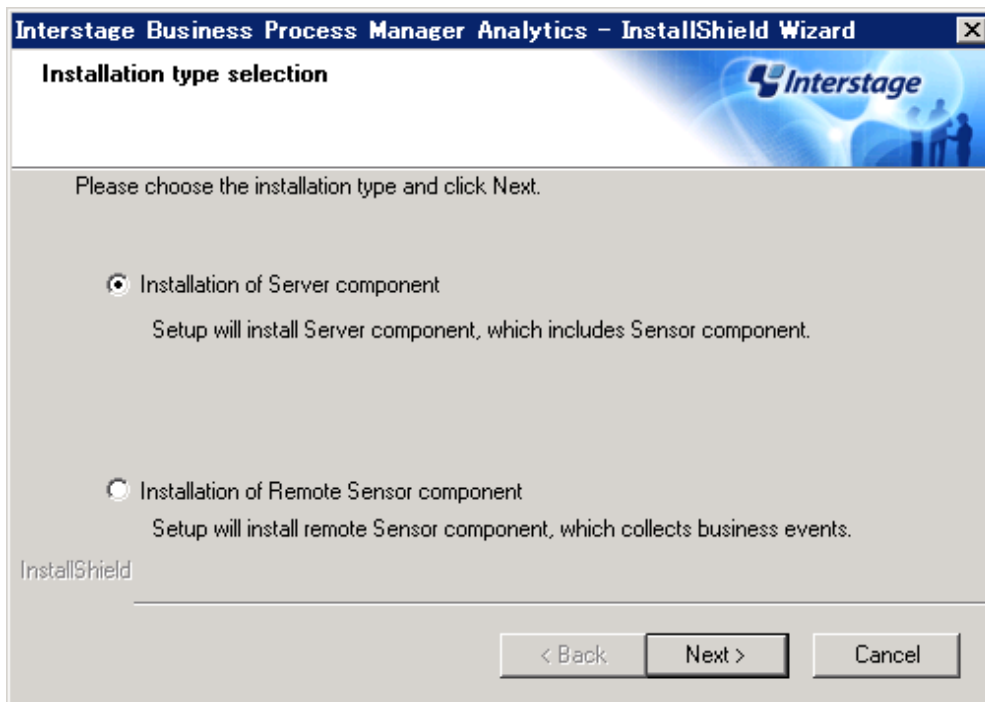 Interstage Business Process Manager Analytics - InstallShield Wizard
Installation type selection
Interstage
Please choose the installation type and click Next.
Installation of Server component
Setup will install Server component, which includes Sensor component.
Installation of Remote Sensor component
Setup will install remote Sensor component, which collects business events.
InstallShield
< Back
Next >
Cancel